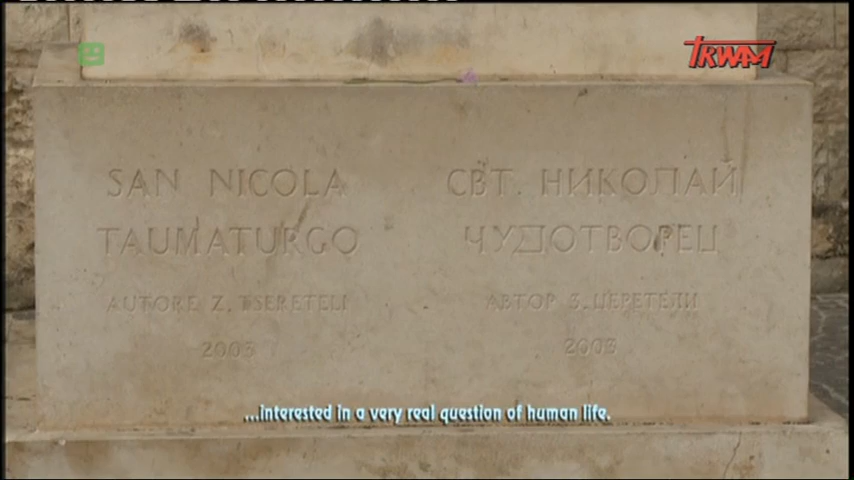 TRWAM
SAN NICOLA
TAUMATURGO
AUTORE Z. TSERETELI
2003
СВТ. НИКОЛАЙ
ЧУДОТВОРЕЦ
АВТОР З. ЦЕРЕТЕЛИ
2003
...interested in a very real question of human life.